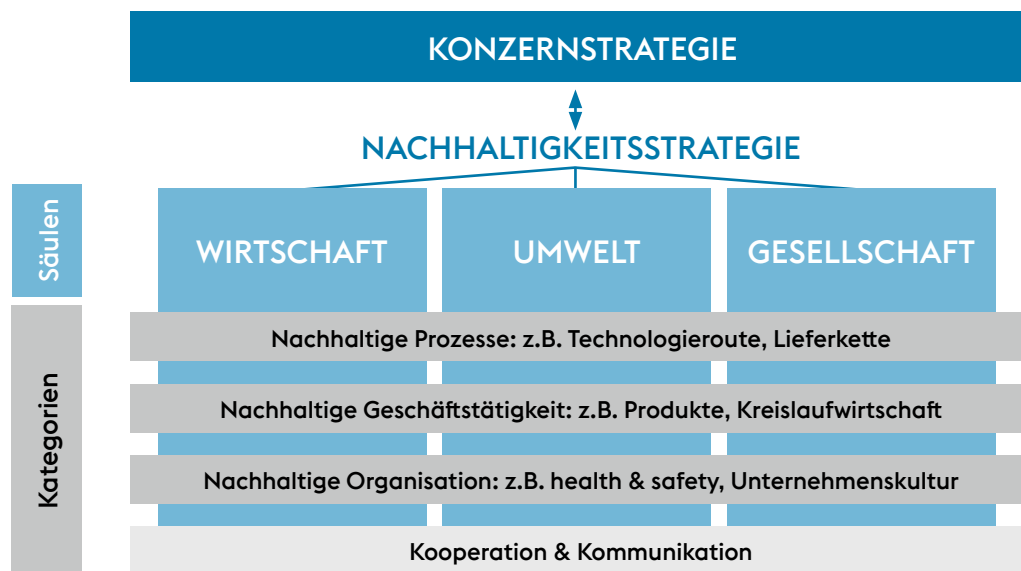 KONZERNSTRATEGIE
NACHHALTIGKEITSSTRATEGIE
Säulen
WIRTSCHAFT
UMWELT
GESELLSCHAFT
Kategorien
Nachhaltige Prozesse: z.B. Technologieroute, Lieferkette
Nachhaltige Geschäftstätigkeit: z.B. Produkte, Kreislaufwirtschaft
Nachhaltige Organisation: z.B. health & safety, Unternehmenskultur
Kooperation & Kommunikation